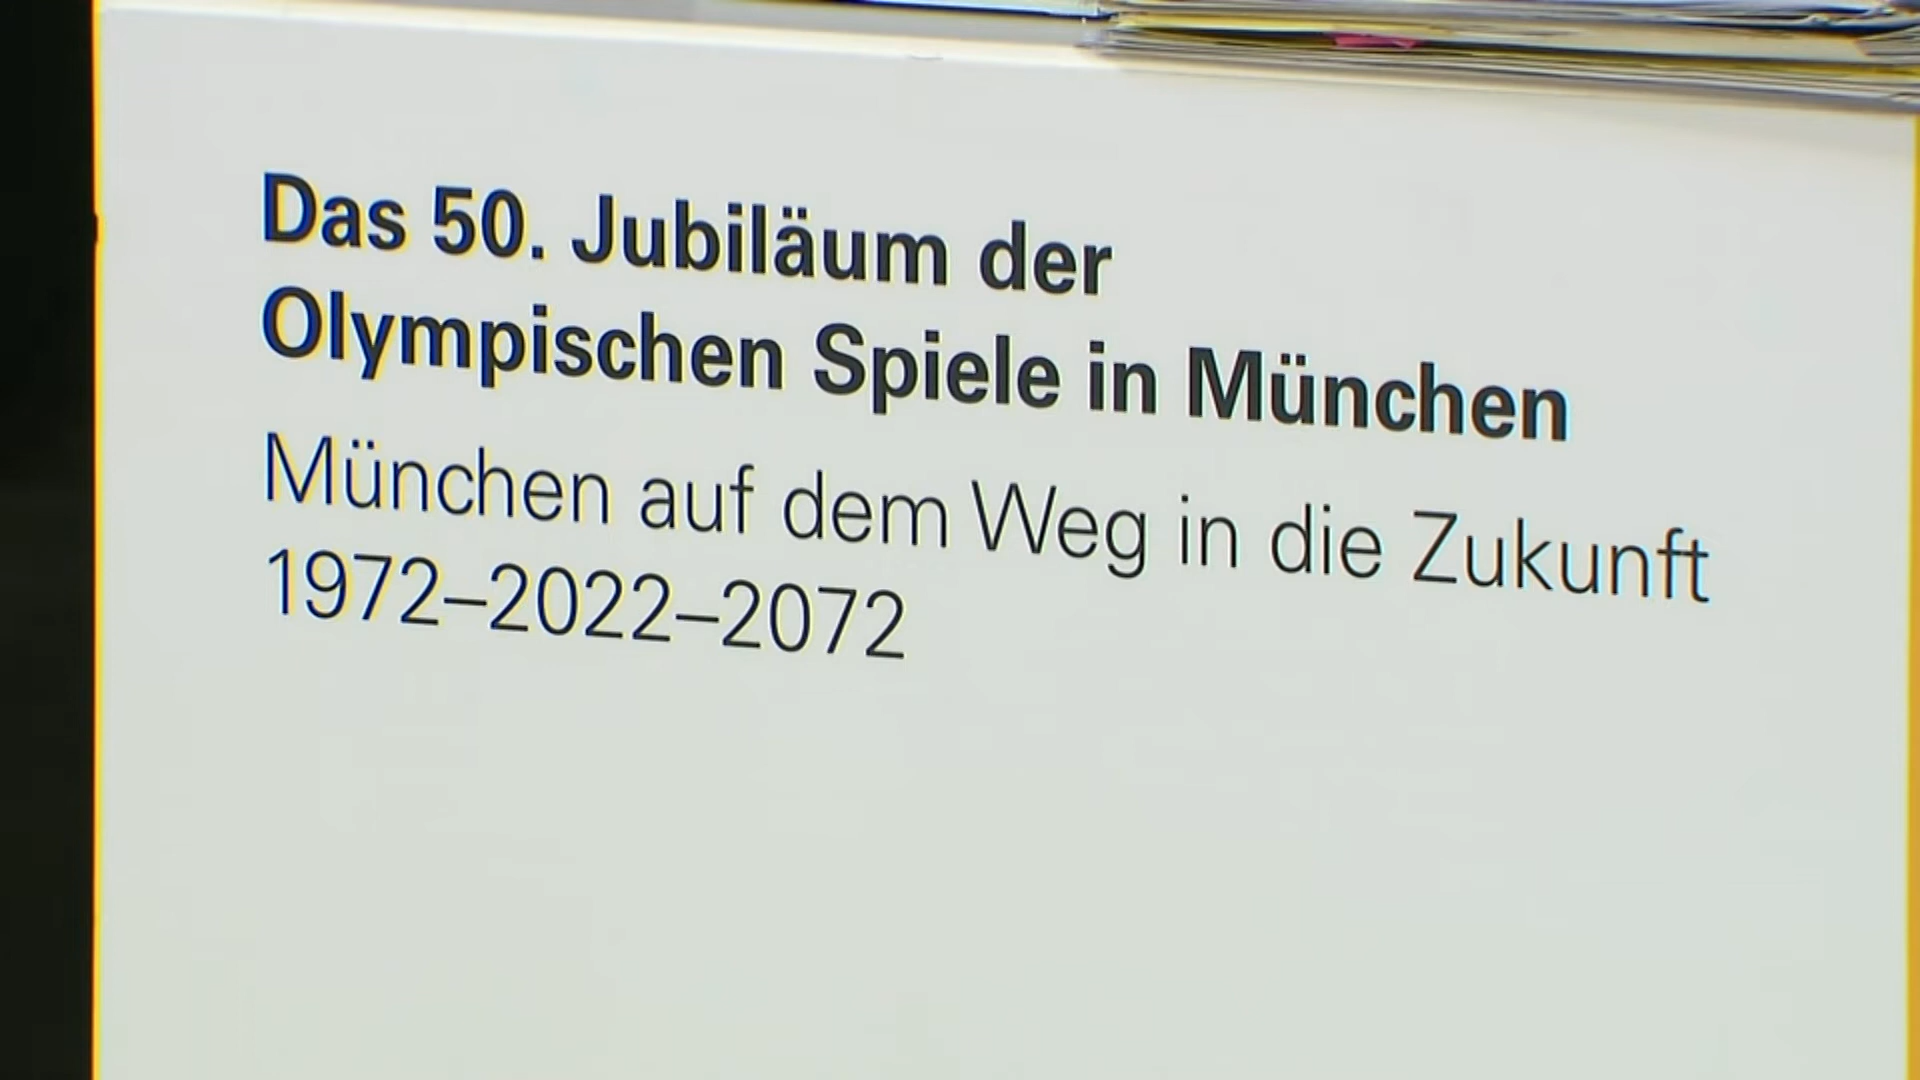 Das 50. Jubiläum der
Olympischen Spiele in München
München auf dem Weg in die Zukunft
1972–2022–2072